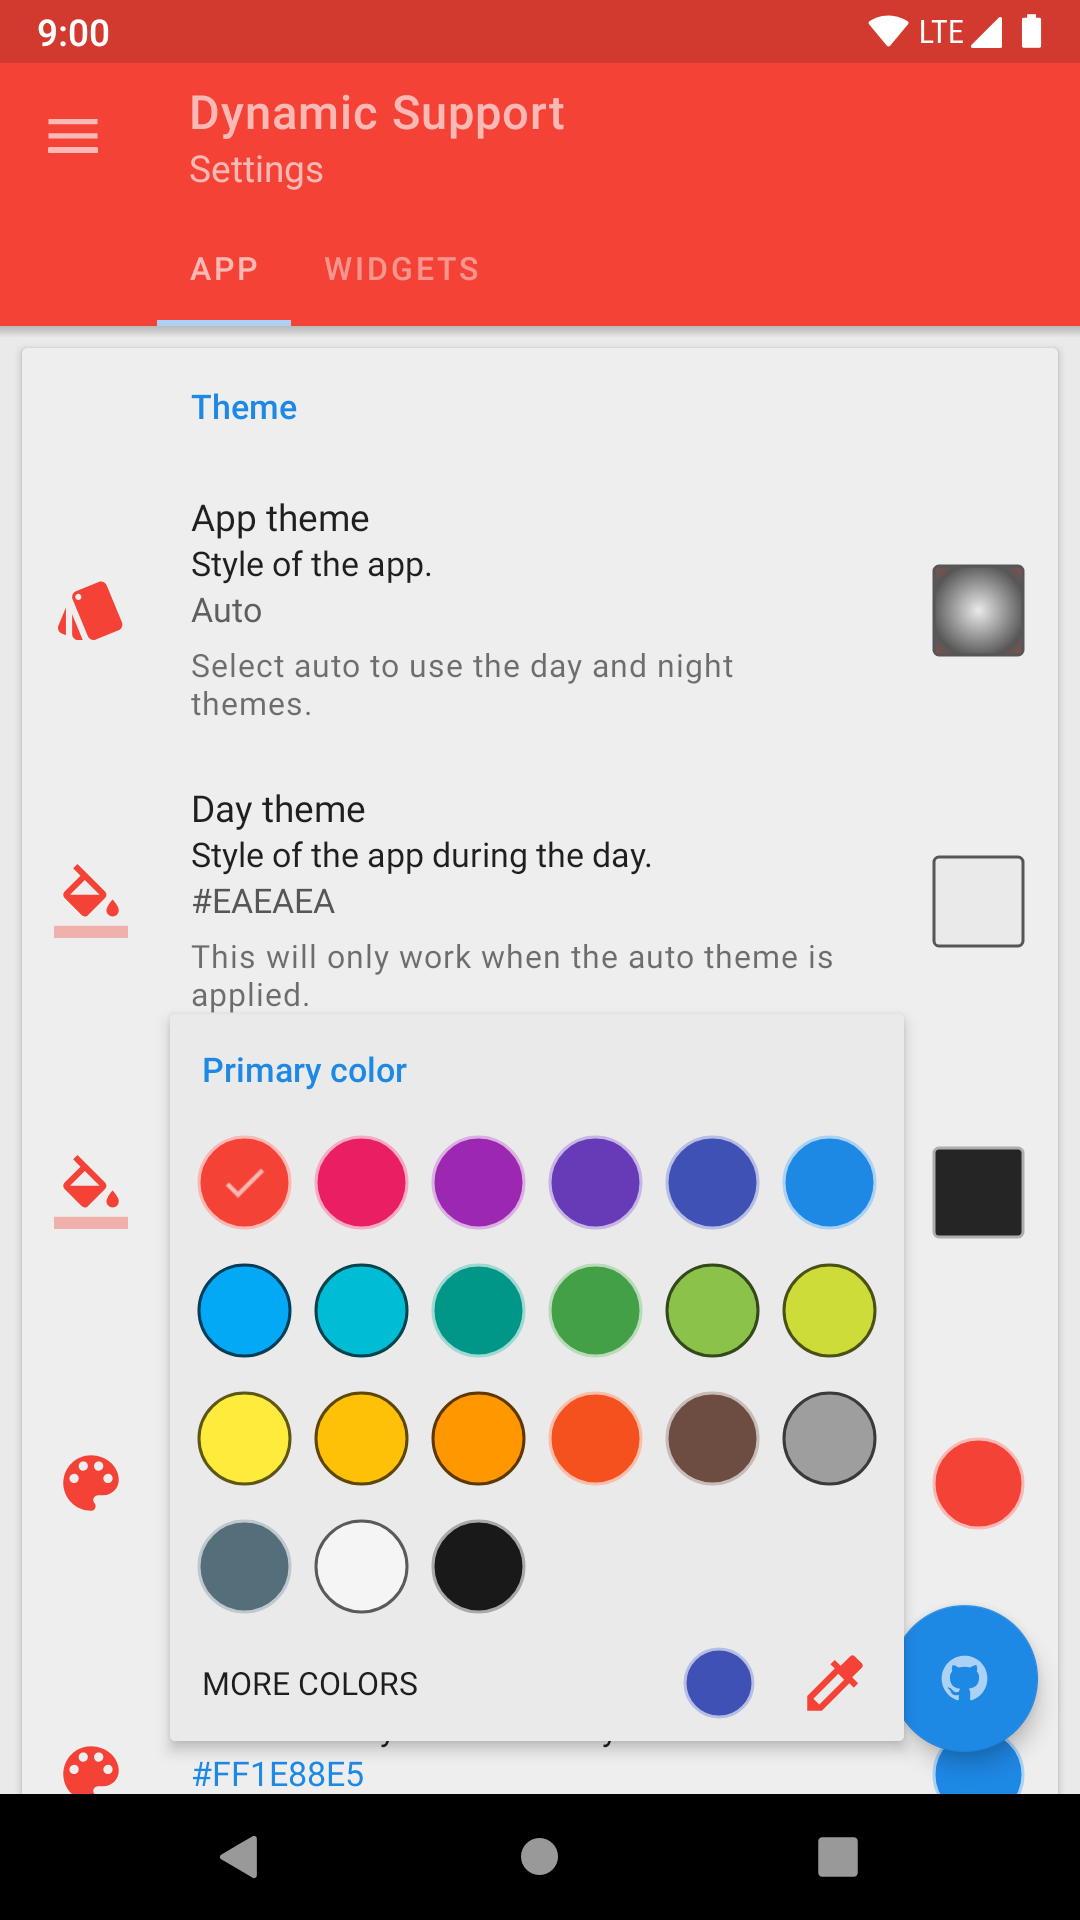 9:00
LTE
Dynamic Support
Settings
APP
WIDGETS
Theme
App theme
Style of the app.
Auto
Select auto to use the day and night
themes.
Day theme
Style of the app during the day.
#EAEAEA
This will only work when the auto theme is
applied.
Primary color
MORE COLORS
#FF1E88E5